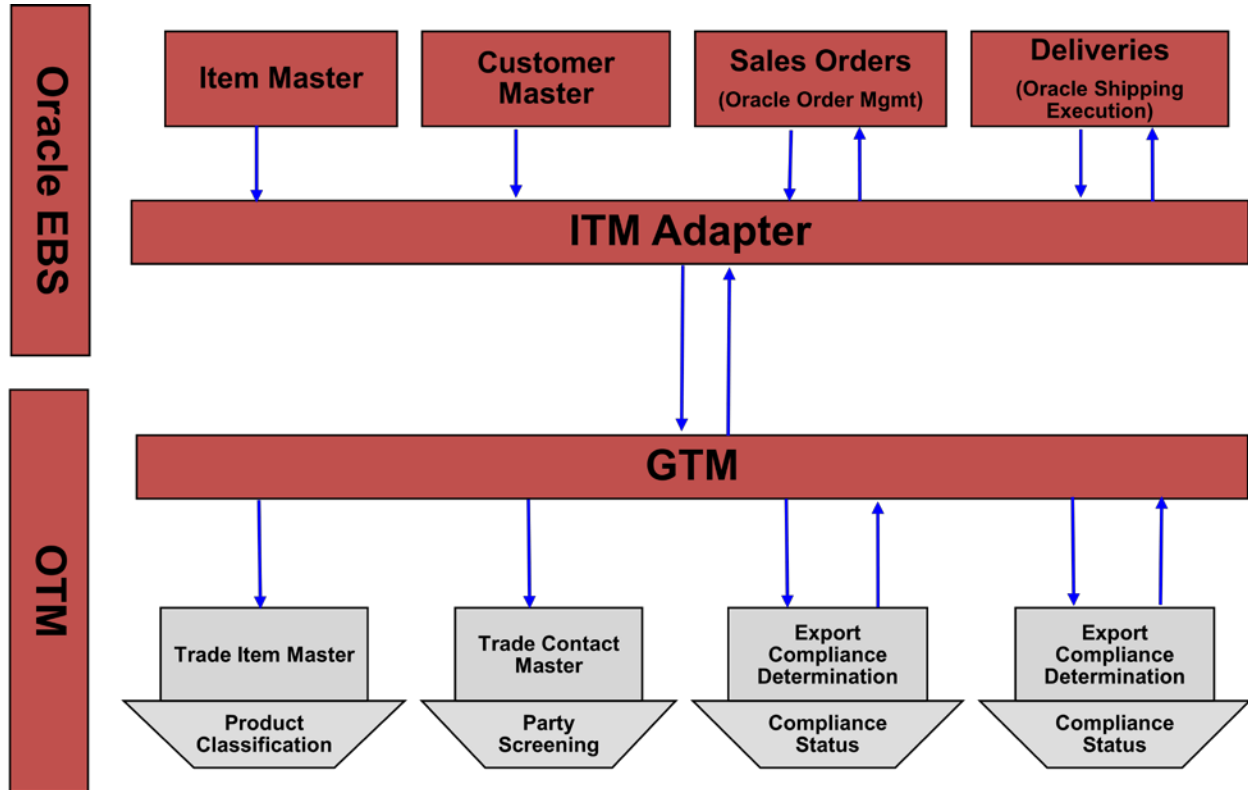 Oracle EBS
Item Master
Customer
Master
Sales Orders
(Oracle Order Mgmt)
Deliveries
(Oracle Shipping
Execution)
ITM Adapter
OTM
GTM
Trade Item Master
Trade Contact
Master
Export
Compliance
Determination
Export
Compliance
Determination
Product
Classification
Party
Screening
Compliance
Status
Compliance
Status